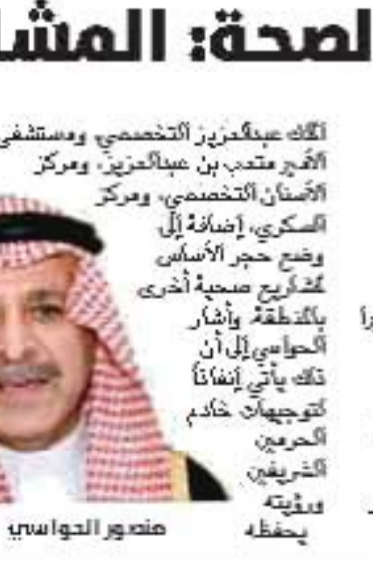 لصحة: المشا
الملك عبدالعزيز التخصصي، ومستشفى
الأمير متعب بن عبدالعزيز، ومركز
الأسنان التخصصي، ومركز
السكري، إضافة إلى
وضع حجر الأساس
لمشاريع صحية أخرى
بالمنطقة. وأشار
الحواسي إلى أن
ذلك يأتي إنفاذاً
لتوجيهات خادم
الحرمين
الشريفين
ورؤيته
يحفظه
منصور الحواسي